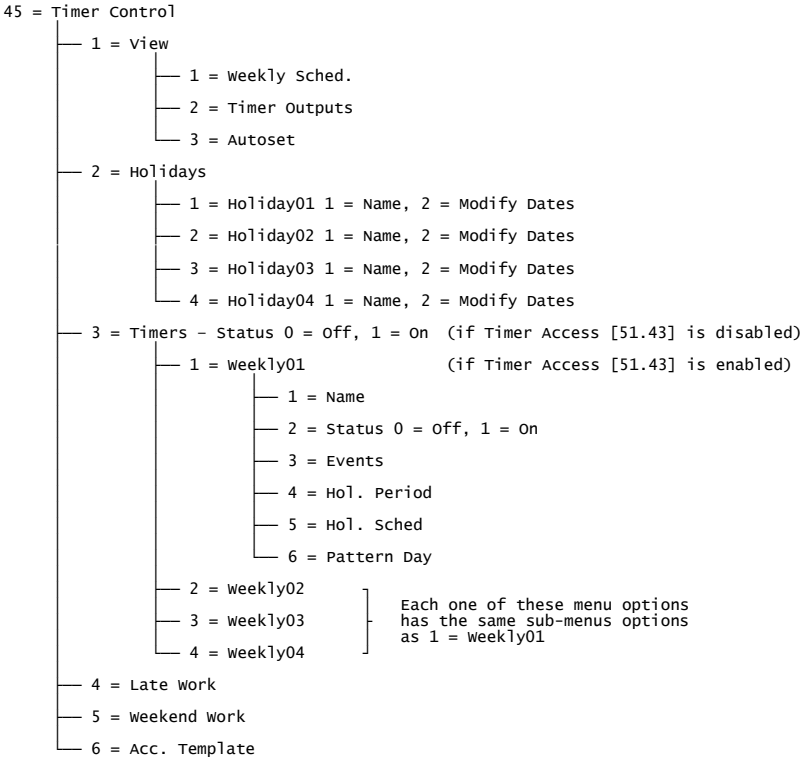 45 = Timer Control
1 = View
1 = Weekly Sched.
2 = Timer Outputs
3 = Autoset
2 = Holidays
1 = Holiday01 1 = Name, 2 = Modify Dates
2 = Holiday02 1 = Name, 2 = Modify Dates
3 = Holiday03 1 = Name, 2 = Modify Dates
4 = Holiday04 1 = Name, 2 = Modify Dates
3 = Timers – Status 0 = Off, 1 = On (if Timer Access [51.43] is disabled)
1 = Weekly01 (if Timer Access [51.43] is enabled)
1 = Name
2 = Status 0 = Off, 1 = On
3 = Events
4 = Hol. Period
5 = Hol. Sched
6 = Pattern Day
2 = Weekly02
3 = Weekly03
4 = Weekly04
Each one of these menu options
has the same sub-menus options
as 1 = Weekly01
4 = Late Work
5 = Weekend Work
6 = Acc. Template